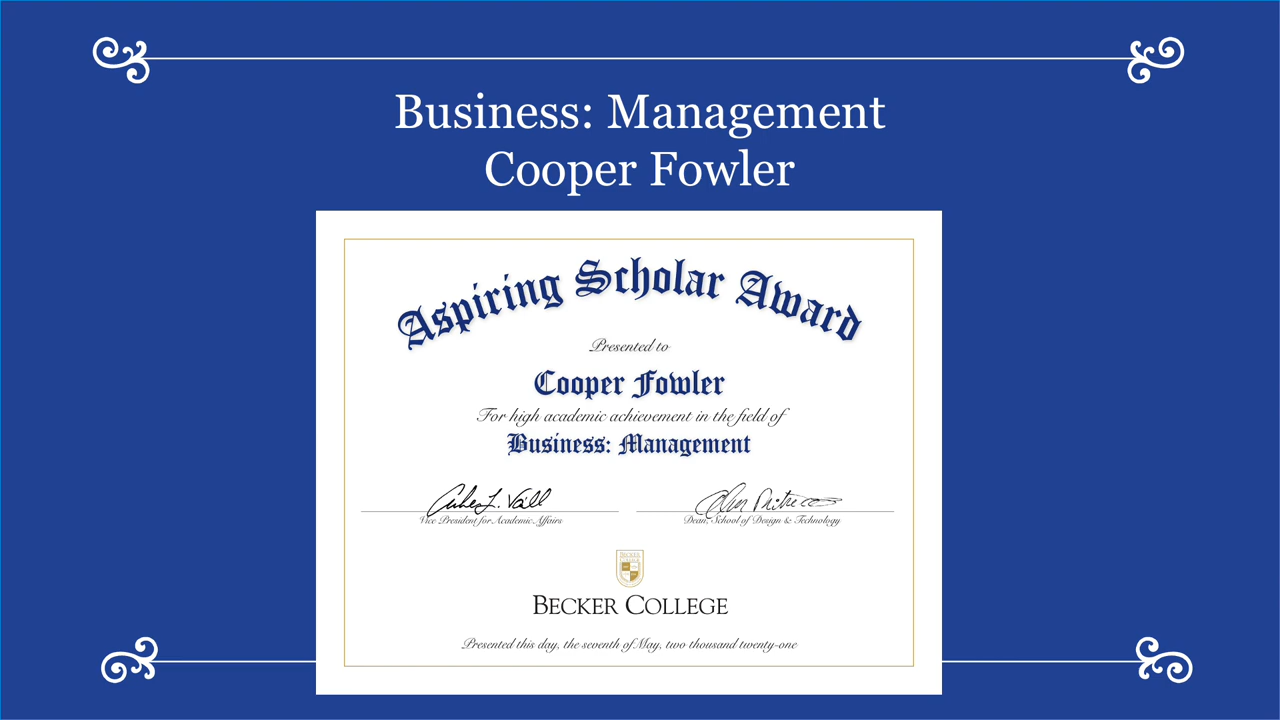 Business: Management
Cooper Fowler
Aspiring Scholar Award
Presented to
Cooper Fowler
For high academic achievement in the field of
Business: Management
Vice President for Academic Affairs
Dean, School of Design & Technology
BECKER COLLEGE
Presented this day, the seventh of May, two thousand twenty-one